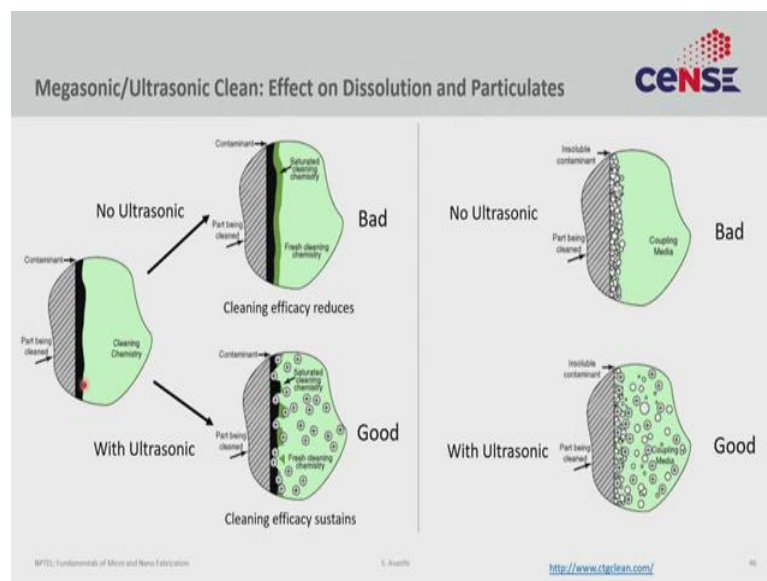 Megasonic/Ultrasonic Clean: Effect on Dissolution and Particulates
CeNSE
No Ultrasonic
Contaminant
Saturated
cleaning
chemistry
Part being
cleaned
Fresh cleaning
chemistry
Bad
Cleaning efficacy reduces
Contaminant
Part being
cleaned
Cleaning
Chemistry
With Ultrasonic
Contaminant
Saturated
cleaning
chemistry
Part being
cleaned
Fresh cleaning
chemistry
Good
Cleaning efficacy sustains
No Ultrasonic
Insoluble
contaminant
Part being
cleaned
Coupling
Media
Bad
With Ultrasonic
Insoluble
contaminant
Part being
cleaned
Coupling
Media
Good
NPTEL: Fundamentals of Micro and Nano Fabrication
S. Avasthi
http://www.ctgclean.com/